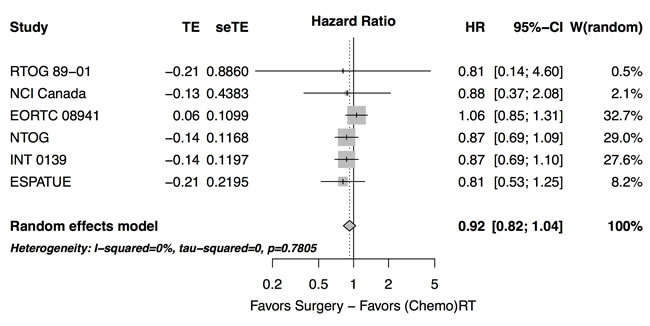 Hazard Ratio
Study TE seTE HR 95%−CI W(random)
RTOG 89−01 −0.21 0.8860 0.81 [0.14; 4.60] 0.5%
NCI Canada −0.13 0.4383 0.88 [0.37; 2.08] 2.1%
EORTC 08941 0.06 0.1099 1.06 [0.85; 1.31] 32.7%
NTOG −0.14 0.1168 0.87 [0.69; 1.09] 29.0%
INT 0139 −0.14 0.1197 0.87 [0.69; 1.10] 27.6%
ESPATUE −0.21 0.2195 0.81 [0.53; 1.25] 8.2%
Random effects model 0.92 [0.82; 1.04] 100%
Heterogeneity: I−squared=0%, tau−squared=0, p=0.7805
0.2 0.5 1 2 5
Favors Surgery − Favors (Chemo)RT